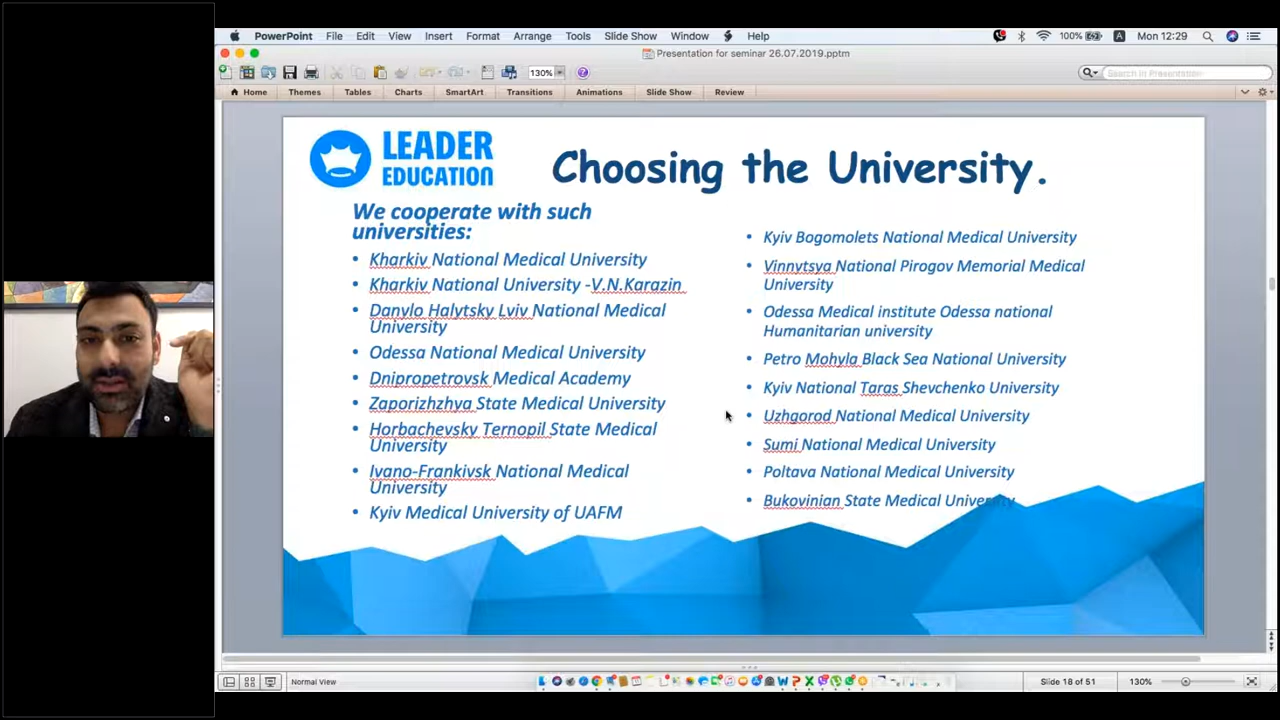 PowerPoint File Edit View Insert Format Arrange Tools Slide Show Window Help 100% A Mon 12:29
Presentation for seminar 26.07.2019.pptm
130% Search in Presentation
Home Themes Tables Charts SmartArt Transitions Animations Slide Show Review
LEADER
EDUCATION
Choosing the University.
We cooperate with such
universities:
• Kharkiv National Medical University
• Kharkiv National University -V.N.Karazin
• Danylo Halytsky Lviv National Medical
University
• Odessa National Medical University
• Dnipropetrovsk Medical Academy
• Zaporizhzhya State Medical University
• Horbachevsky Ternopil State Medical
University
• Ivano-Frankivsk National Medical
University
• Kyiv Medical University of UAFM
• Kyiv Bogomolets National Medical University
• Vinnytsya National Pirogov Memorial Medical
University
• Odessa Medical institute Odessa national
Humanitarian university
• Petro Mohyla Black Sea National University
• Kyiv National Taras Shevchenko University
• Uzhgorod National Medical University
• Sumi National Medical University
• Poltava National Medical University
• Bukovinian State Medical University
Normal View Slide 18 of 51 130%